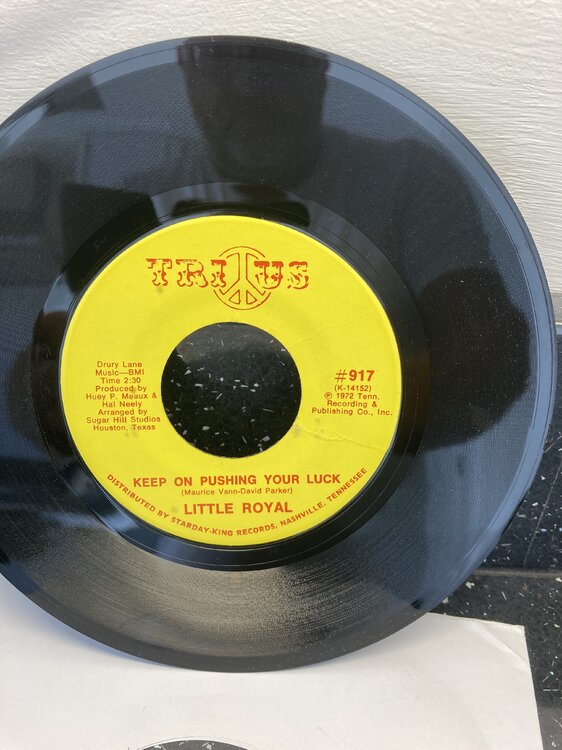 TRI US
Drury Lane
Music—BMI
Time 2:30
Produced by
Huey P. Meaux &
Hal Neely
Arranged by
Sugar Hill Studios
Houston, Texas
#917
(K-14152)
℗ 1972 Tenn.
Recording &
Publishing Co., Inc.
KEEP ON PUSHING YOUR LUCK
(Maurice Vann-David Parker)
LITTLE ROYAL
DISTRIBUTED BY STARDAY-KING RECORDS, NASHVILLE, TENNESSEE